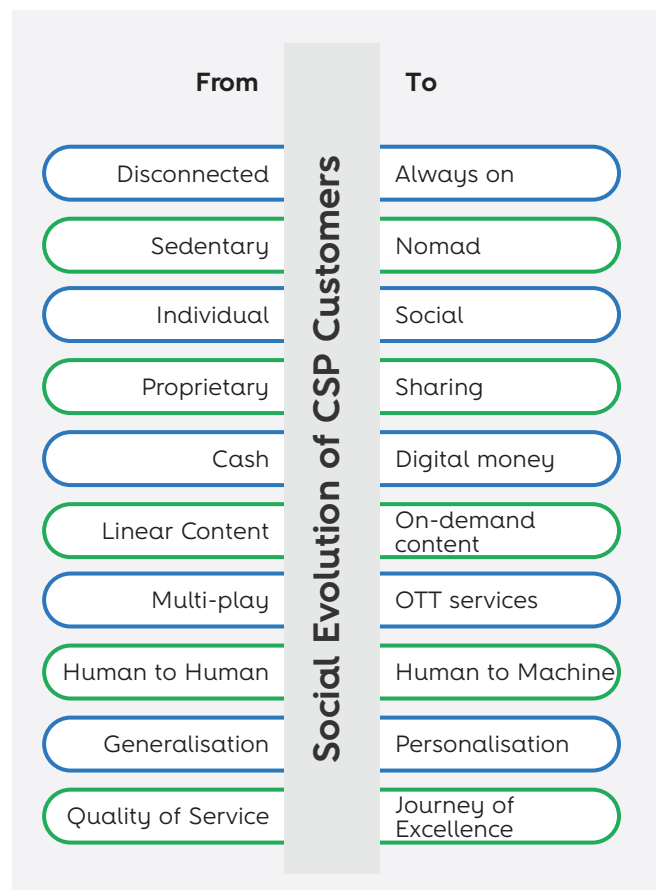 From
To
Social Evolution of CSP Customers
Disconnected
Always on
Sedentary
Nomad
Individual
Social
Proprietary
Sharing
Cash
Digital money
Linear Content
On-demand
content
Multi-play
OTT services
Human to Human
Human to Machine
Generalisation
Personalisation
Quality of Service
Journey of
Excellence